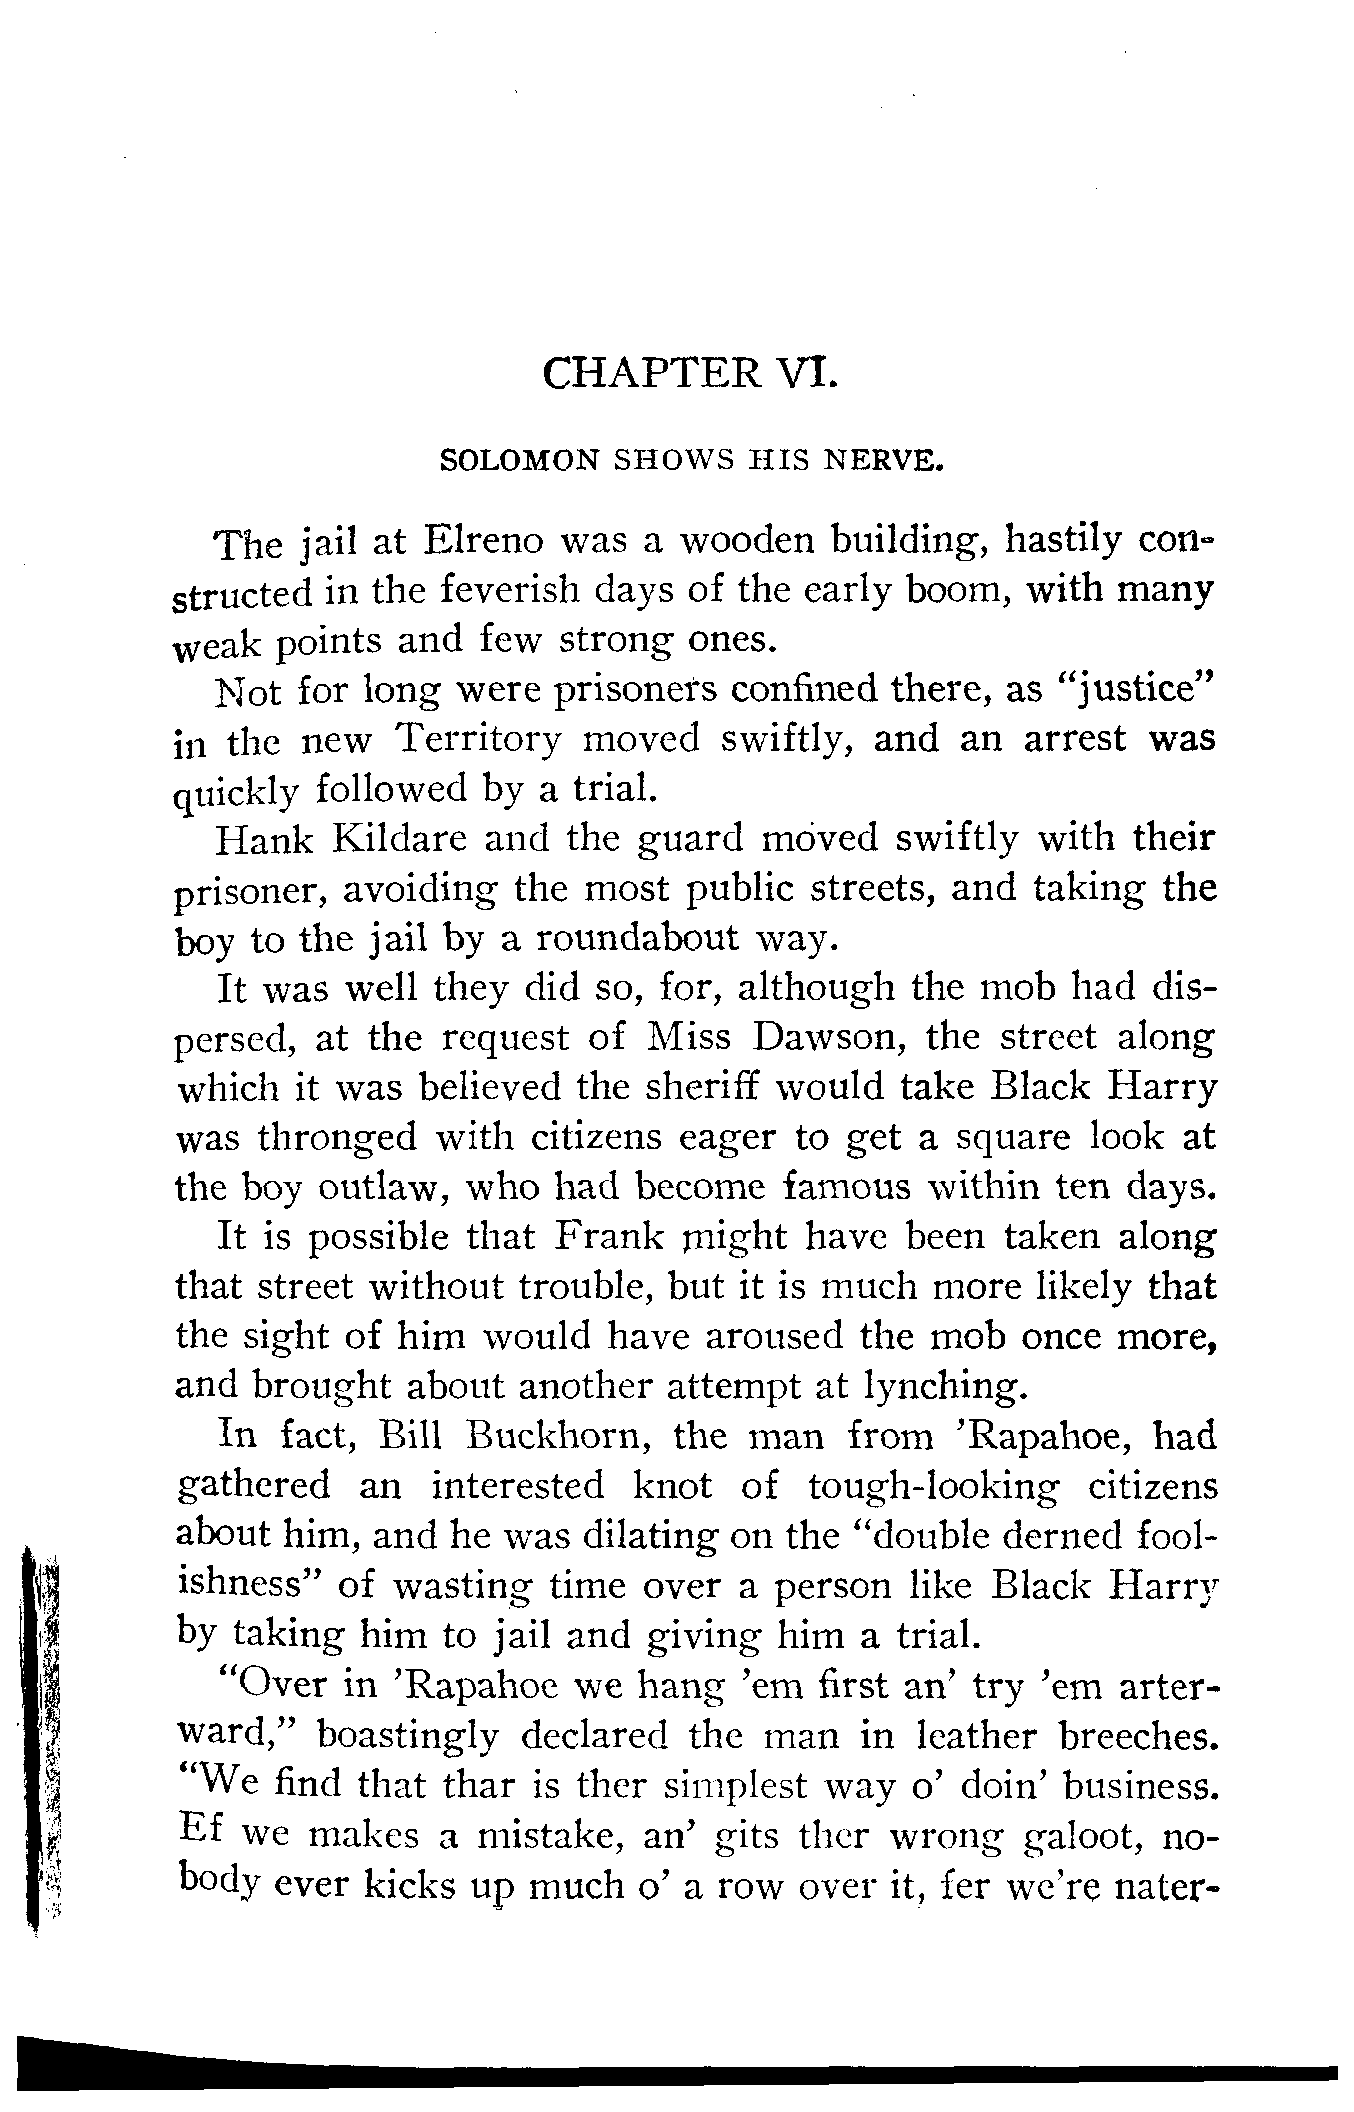 CHAPTER VI.
SOLOMON SHOWS HIS NERVE.
The jail at Elreno was a wooden building, hastily con-
structed in the feverish days of the early boom, with many
weak points and few strong ones.
Not for long were prisoners confined there, as "justice"
in the new Territory moved swiftly, and an arrest was
quickly followed by a trial.
Hank Kildare and the guard moved swiftly with their
prisoner, avoiding the most public streets, and taking the
boy to the jail by a roundabout way.
It was well they did so, for, although the mob had dis-
persed, at the request of Miss Dawson, the street along
which it was believed the sheriff would take Black Harry
was thronged with citizens eager to get a square look at
the boy outlaw, who had become famous within ten days.
It is possible that Frank might have been taken along
that street without trouble, but it is much more likely that
the sight of him would have aroused the mob once more,
and brought about another attempt at lynching.
In fact, Bill Buckhorn, the man from 'Rapahoe, had
gathered an interested knot of tough-looking citizens
about him, and he was dilating on the "double derned fool-
ishness" of wasting time over a person like Black Harry
by taking him to jail and giving him a trial.
"Over in 'Rapahoe we hang 'em first an' try 'em arter-
ward," boastingly declared the man in leather breeches.
"We find that thar is ther simplest way o' doin' business.
Ef we makes a mistake, an' gits ther wrong galoot, no-
body ever kicks up much o' a row over it, fer we're nater-